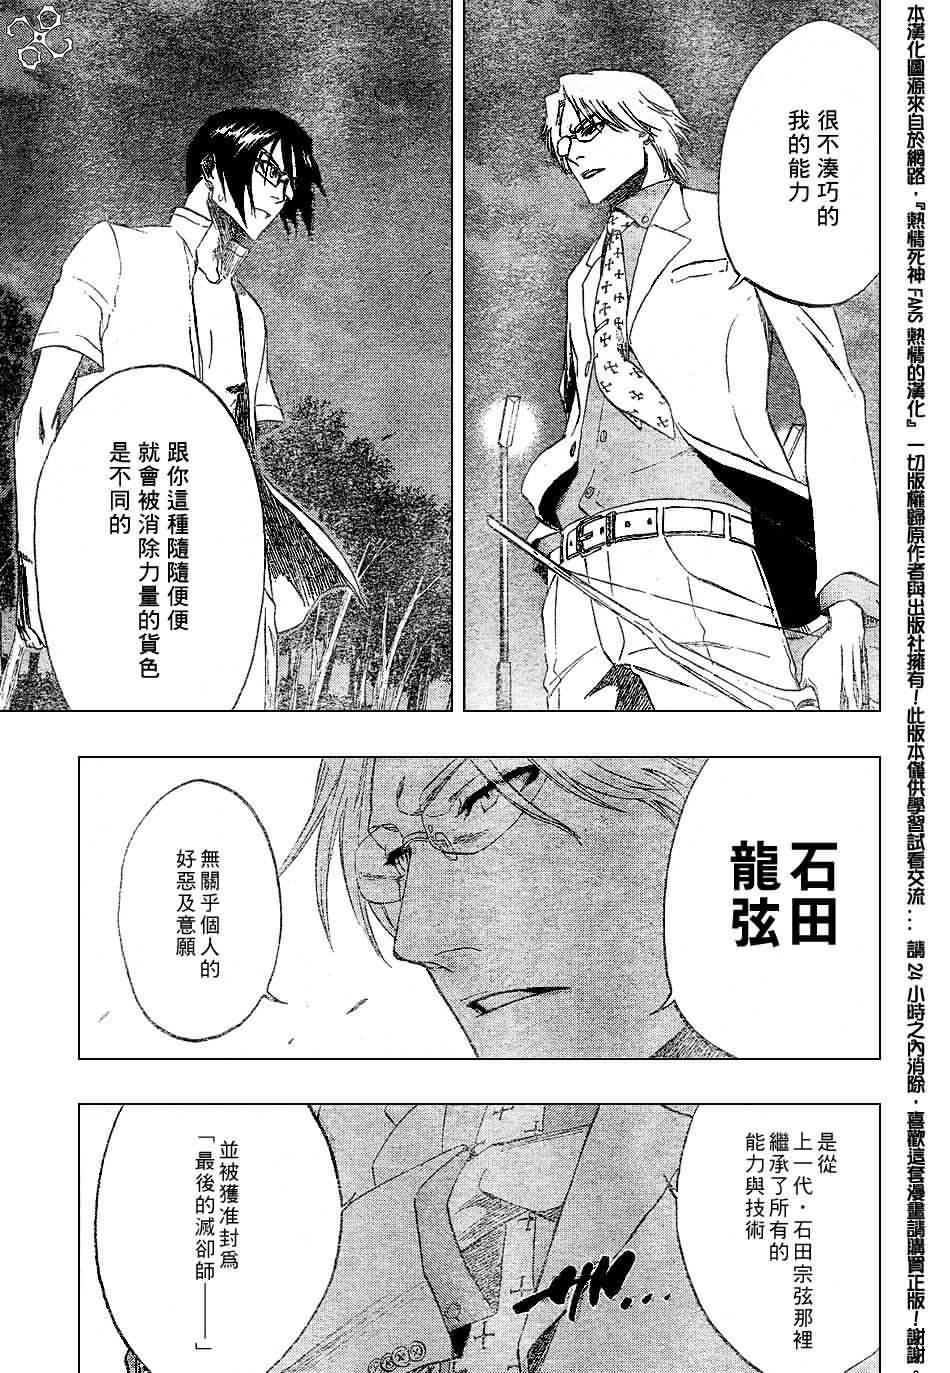 很不湊巧的
我的能力
跟你這種隨隨便便
就會被消除力量的貨色
是不同的
石田
龍弦
無關乎個人的
好惡及意願
是從
上一代・石田宗弦那裡
繼承了所有的
能力與技術
並被獲准封爲
「最後的滅卻師——」
本漢化圖源來自於網路，『熱情死神 FANS 熱情的漢化』一切版權歸原作者與出版社擁有！此版本僅供學習試看交流... 請 24 小時之內消除，喜歡這套漫畫請購買正版！謝謝。